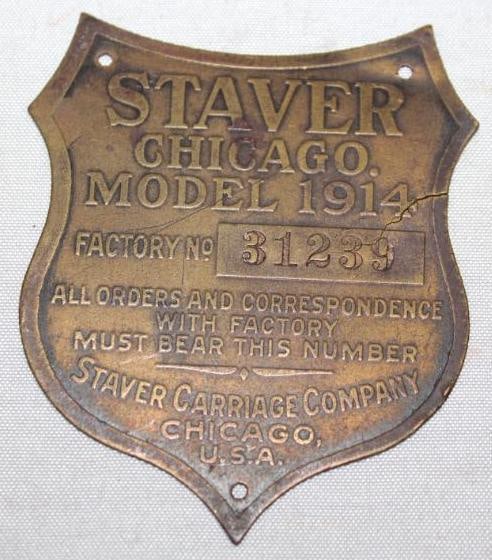 STAVER
CHICAGO.
MODEL 1914
FACTORY No 31239
ALL ORDERS AND CORRESPONDENCE
WITH FACTORY
MUST BEAR THIS NUMBER
STAVER CARRIAGE COMPANY
CHICAGO,
U.S.A.